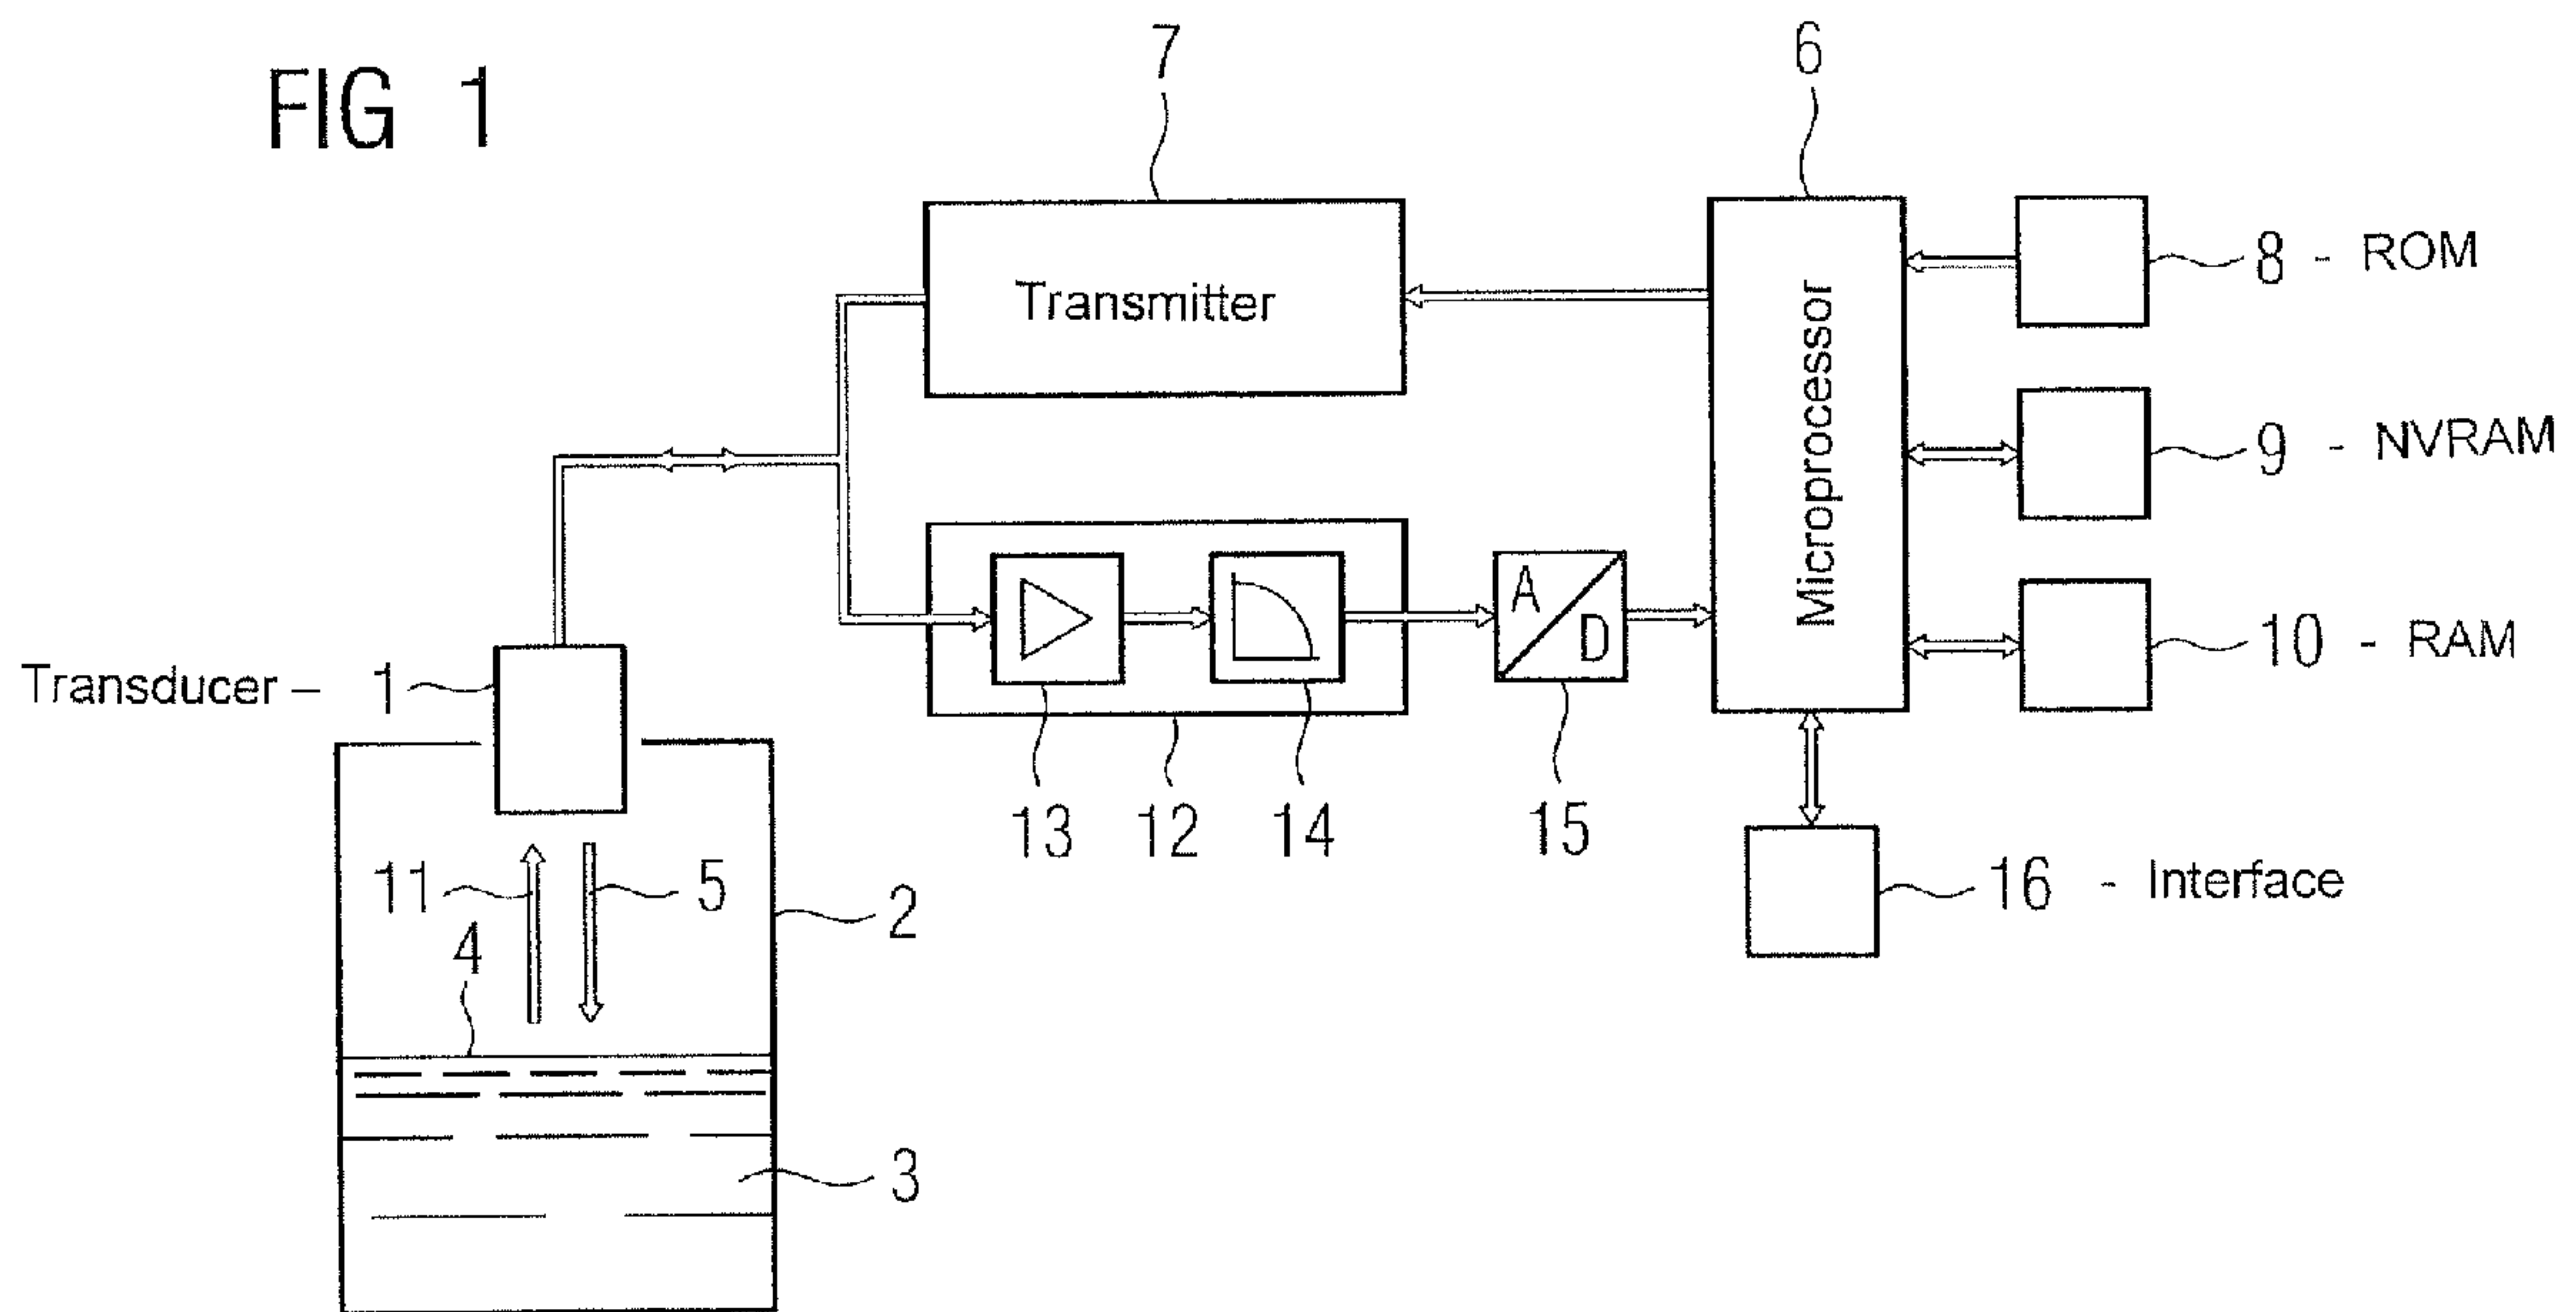 FIG 1
7
6
Transmitter
Microprocessor
8 - ROM
9 - NVRAM
10 - RAM
A
D
Transducer – 1
13
12
14
15
16 - Interface
11
5
2
4
3